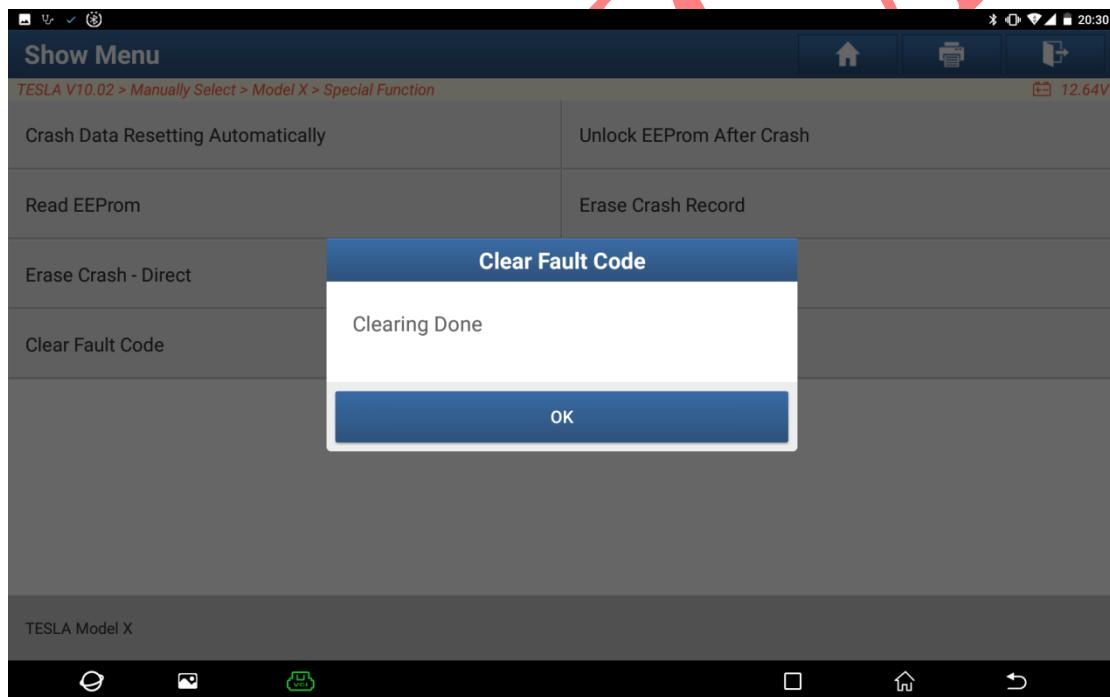 20:30
Show Menu
TESLA V10.02 > Manually Select > Model X > Special Function
12.64V
Crash Data Resetting Automatically
Unlock EEProm After Crash
Read EEProm
Erase Crash Record
Erase Crash - Direct
Clear Fault Code
Clear Fault Code
Clearing Done
OK
TESLA Model X
VCI